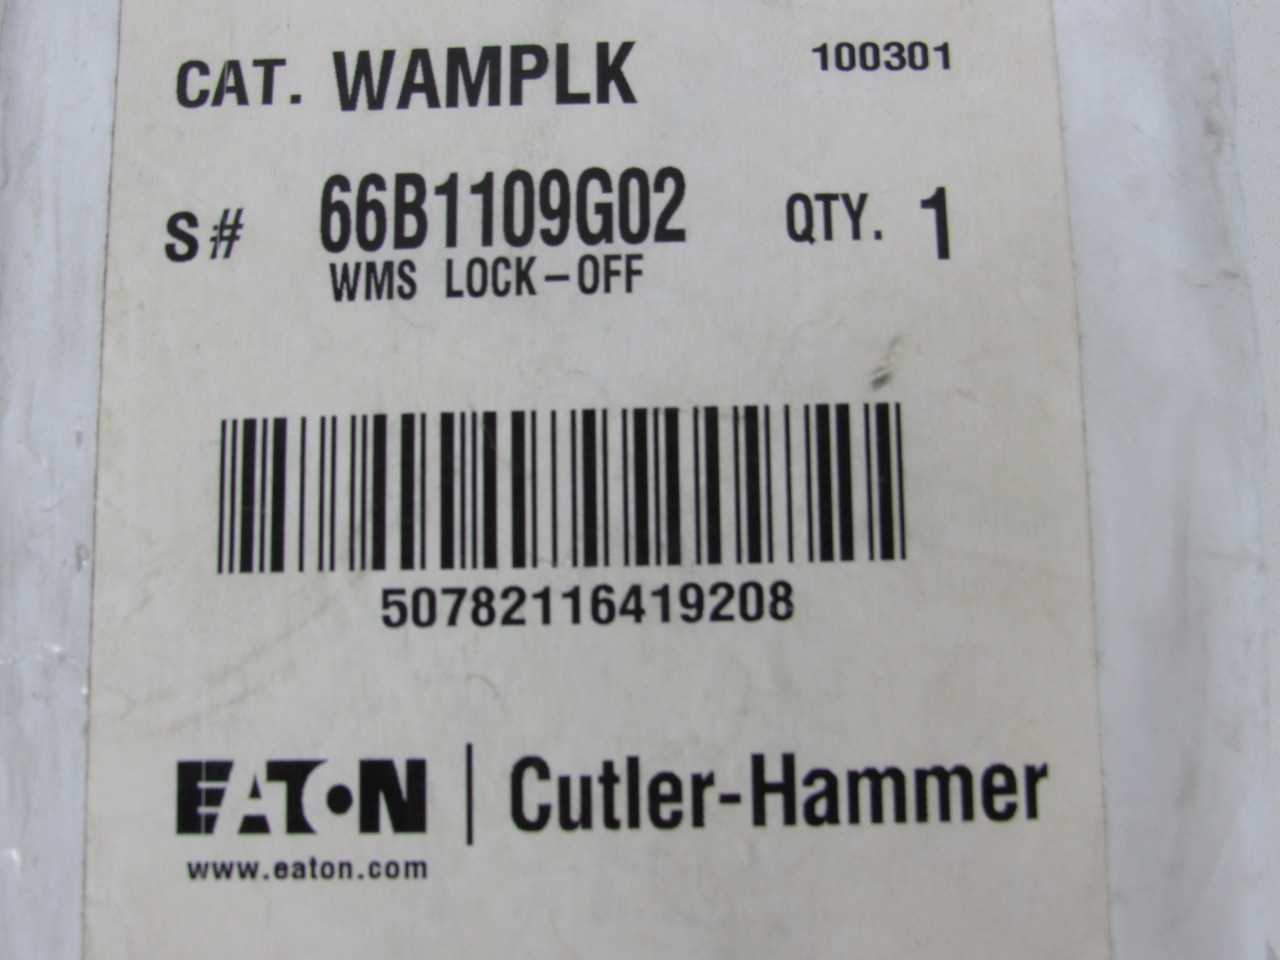 CAT. WAMPLK 100301
S# 66B1109G02 QTY. 1
WMS LOCK-OFF
50782116419208
EATON | Cutler-Hammer
www.eaton.com